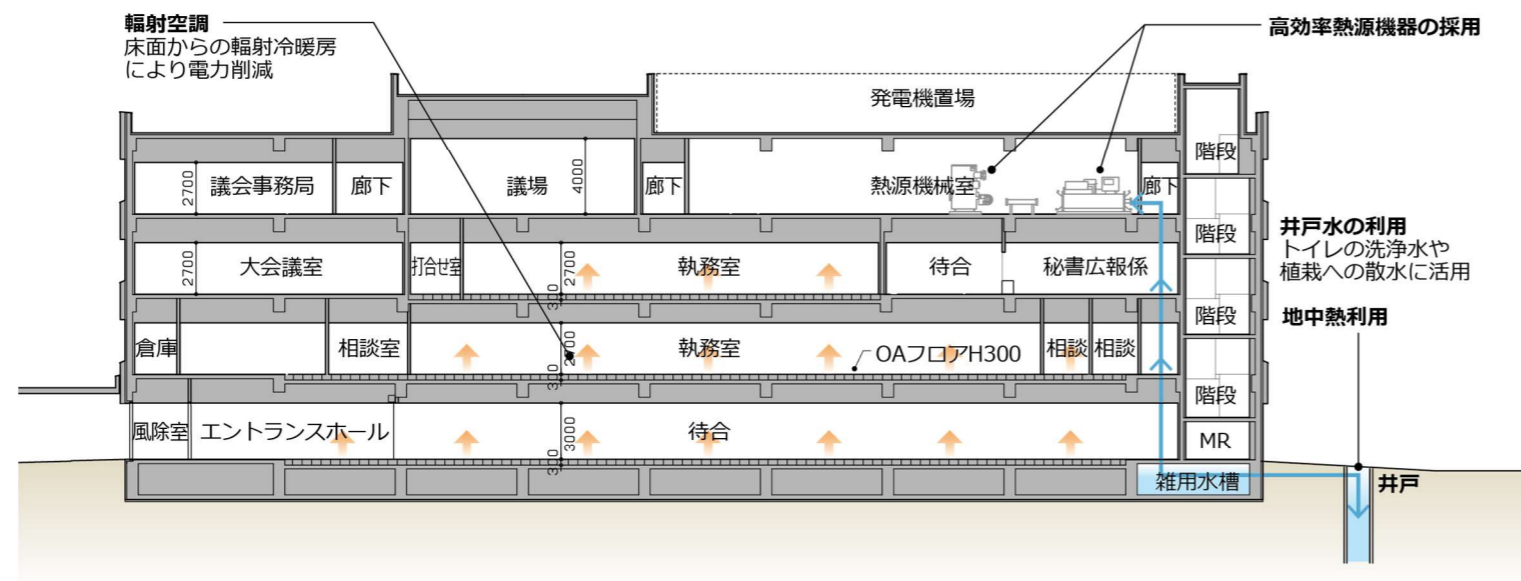 輻射空調
床面からの輻射冷暖房
により電力削減
高効率熱源機器の採用
発電機置場
階段
2700
議会事務局
廊下
議場
4000
廊下
熱源機械室
廊下
階段
井戸水の利用
トイレの洗浄水や
植栽への散水に活用
2700
大会議室
打合せ室
2700
300
執務室
待合
秘書広報係
階段
地中熱利用
倉庫
相談室
2700
300
執務室
OAフロアH300
相談
相談
階段
風除室
エントランスホール
3000
300
待合
MR
雑用水槽
井戸